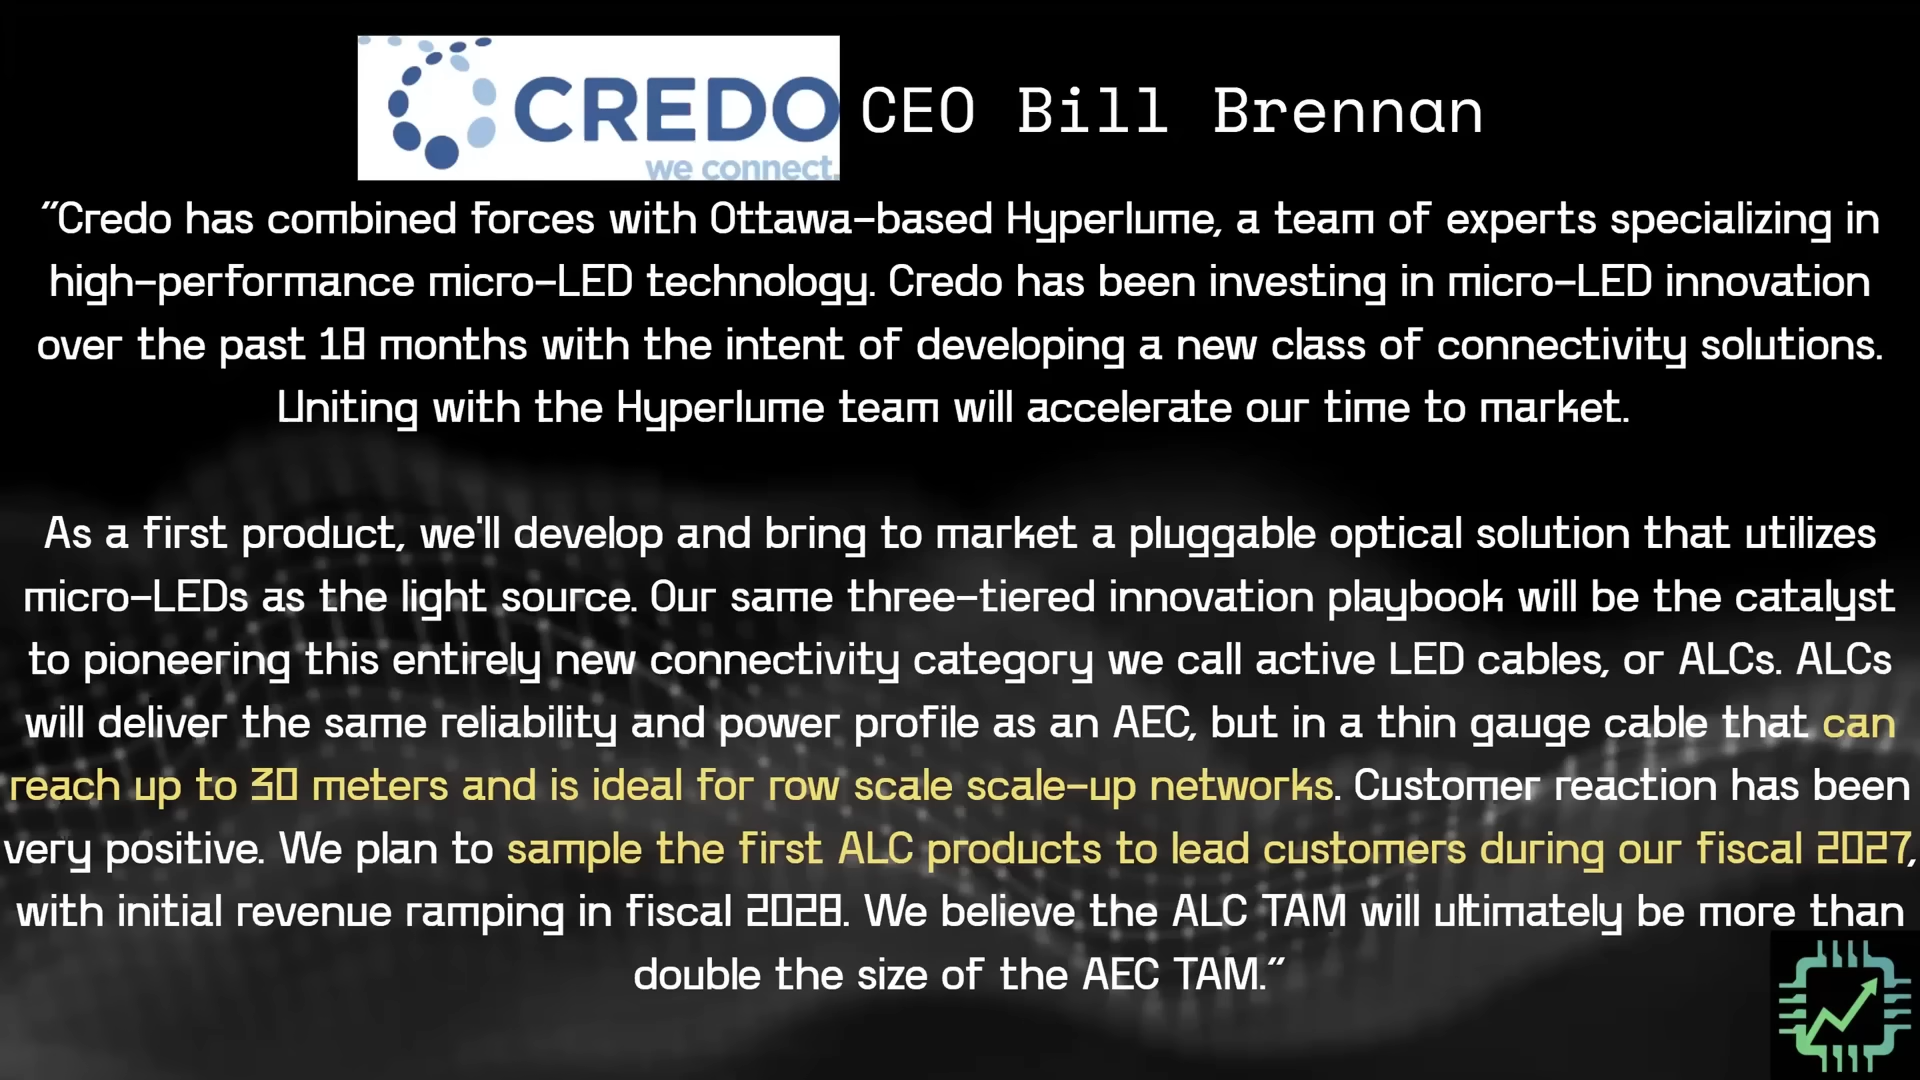 CREDO
we connect.
CEO Bill Brennan
"Credo has combined forces with Ottawa-based Hyperlume, a team of experts specializing in
high-performance micro-LED technology. Credo has been investing in micro-LED innovation
over the past 18 months with the intent of developing a new class of connectivity solutions.
Uniting with the Hyperlume team will accelerate our time to market.
As a first product, we'll develop and bring to market a pluggable optical solution that utilizes
micro-LEDs as the light source. Our same three-tiered innovation playbook will be the catalyst
to pioneering this entirely new connectivity category we call active LED cables, or ALCs. ALCs
will deliver the same reliability and power profile as an AEC, but in a thin gauge cable that can
reach up to 30 meters and is ideal for row scale scale-up networks. Customer reaction has been
very positive. We plan to sample the first ALC products to lead customers during our fiscal 2027,
with initial revenue ramping in fiscal 2028. We believe the ALC TAM will ultimately be more than
double the size of the AEC TAM."